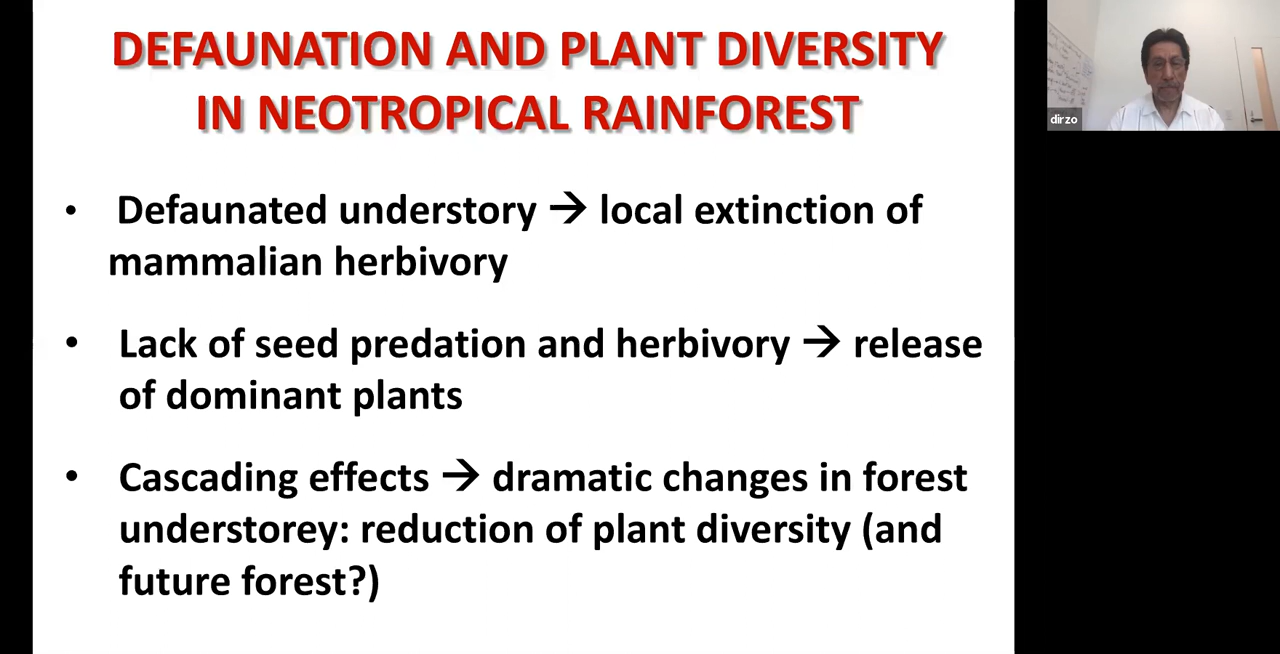 DEFAUNATION AND PLANT DIVERSITY
IN NEOTROPICAL RAINFOREST
• Defaunated understory → local extinction of
mammalian herbivory
• Lack of seed predation and herbivory → release
of dominant plants
• Cascading effects → dramatic changes in forest
understorey: reduction of plant diversity (and
future forest?)
dirzo